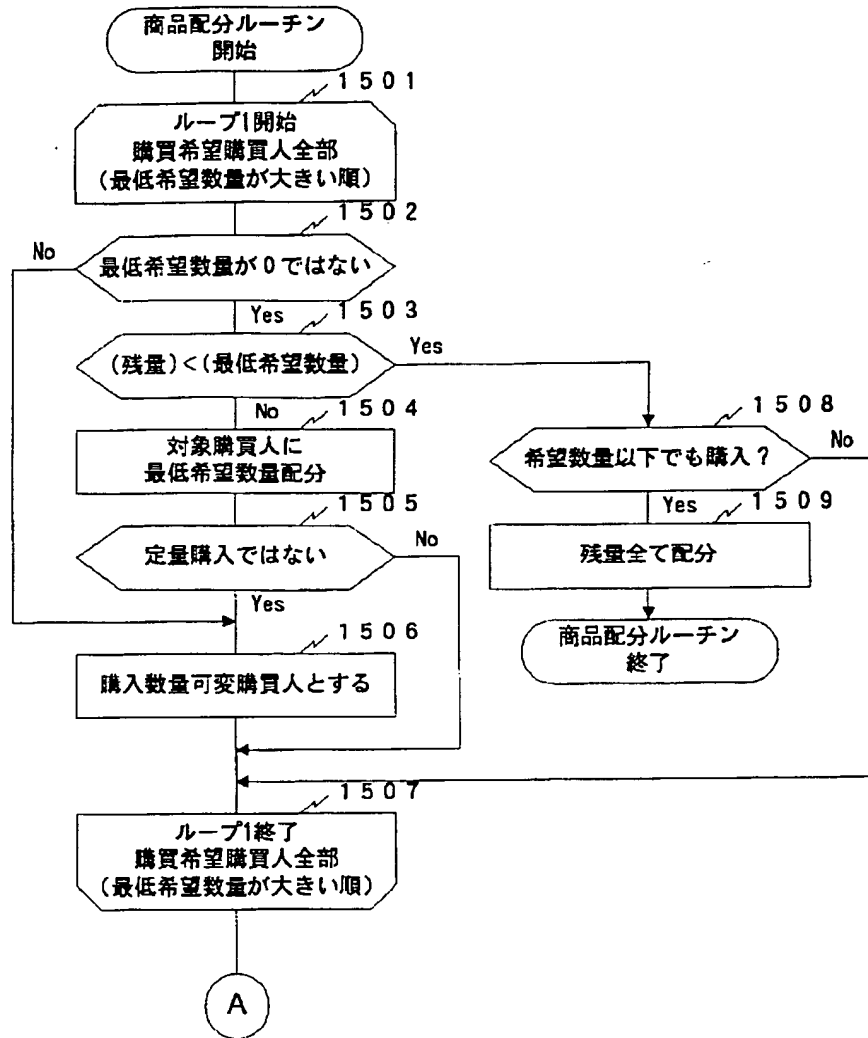 商品配分ルーチン
開始
1501
ループ1開始
購買希望購買人全部
(最低希望数量が大きい順)
1502
No
最低希望数量が0ではない
Yes
1503
(残量)<(最低希望数量)
Yes
No
1504
対象購買人に
最低希望数量配分
1505
定量購入ではない
No
Yes
1506
購入数量可変購買人とする
1507
ループ1終了
購買希望購買人全部
(最低希望数量が大きい順)
A
1508
希望数量以下でも購入?
No
Yes
1509
残量全て配分
商品配分ルーチン
終了